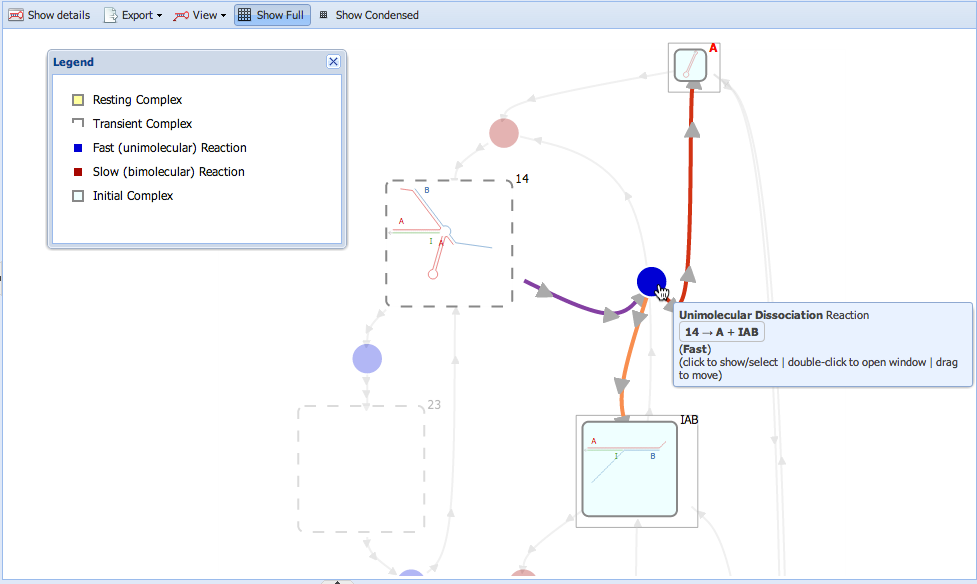 Show details Export View Show Full Show Condensed
Legend
Resting Complex
Transient Complex
Fast (unimolecular) Reaction
Slow (bimolecular) Reaction
Initial Complex
A
14
B
A
I A
Unimolecular Dissociation Reaction
14 → A + IAB
(Fast)
(click to show/select | double-click to open window | drag
to move)
23
IAB
A
I B